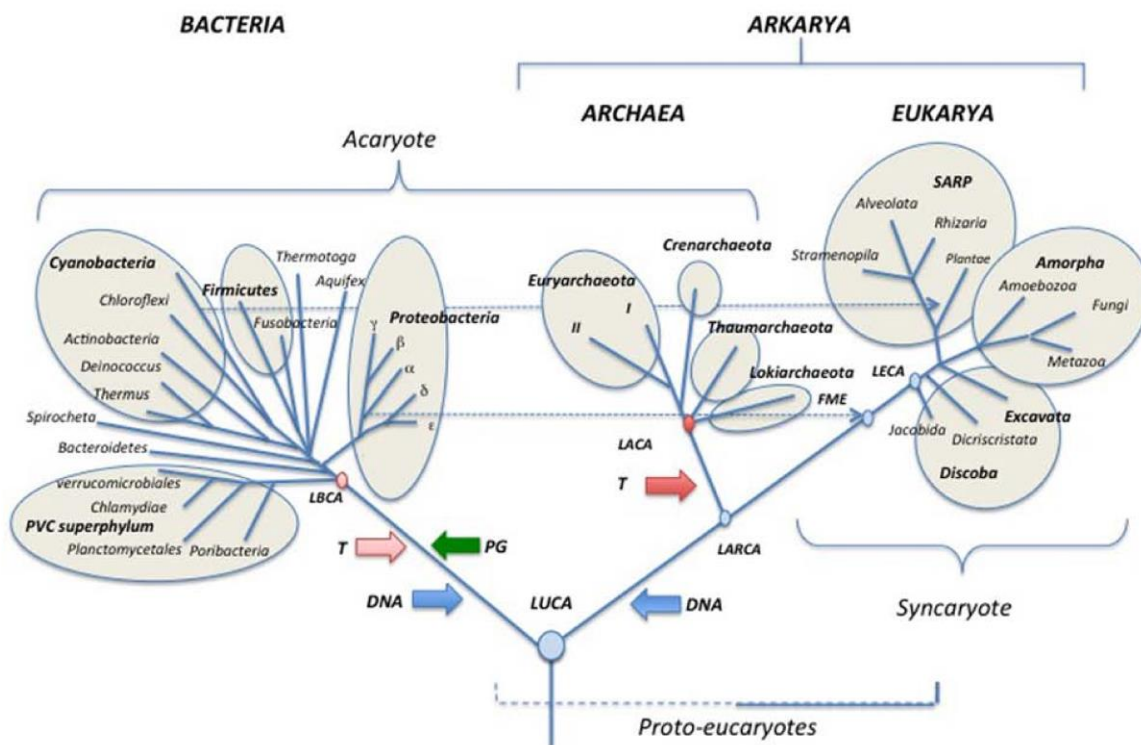 BACTERIA
ARKARYA
ARCHAEA
EUKARYA
Acaryote
SARP
Alveolata
Rhizaria
Stramenopila
Plantae
Crenarchaeota
Amorpha
Amoebozoa
Fungi
Metazoa
Cyanobacteria
Thermotoga
Aquifex
Firmicutes
Chloroflexi
Fusobacteria
Proteobacteria
Euryarchaeota
I
II
Thaumarchaeota
Actinobacteria
γ
β
α
δ
ε
Deinococcus
Thermus
Lokiarchaeota
FME
LECA
Spirocheta
Jacabida
Excavata
Dicriscristata
Discoba
Bacteroidetes
LACA
verrucomicrobiales
LBCA
Chlamydiae
PVC superphylum
Planctomycetales
Poribacteria
T
T
PG
LARCA
DNA
LUCA
DNA
Syncaryote
Proto-eucaryotes